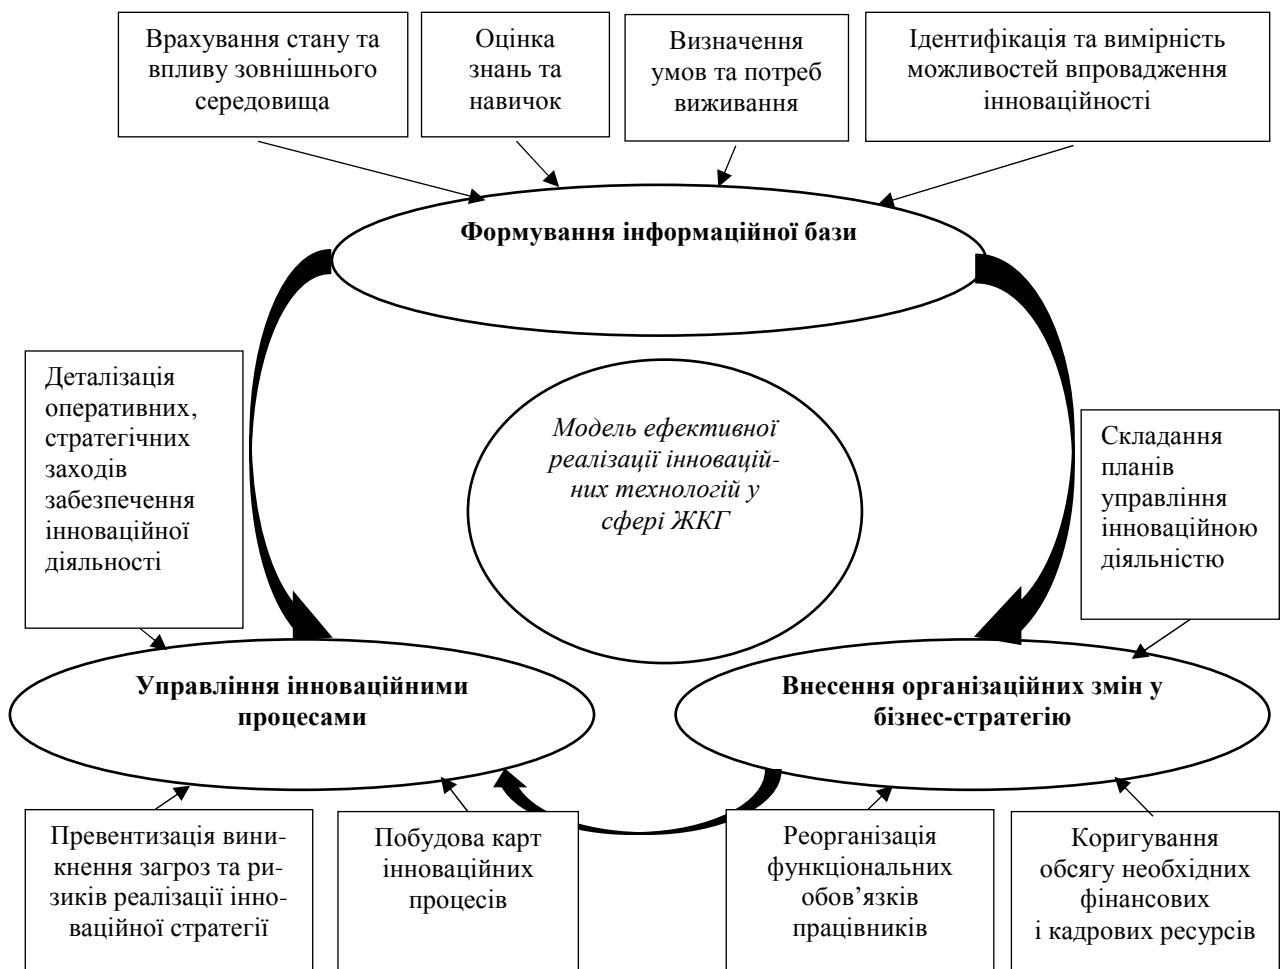 Врахування стану та
впливу зовнішнього
середовища
Оцінка
знань та
навичок
Визначення
умов та потреб
виживання
Ідентифікація та вимірність
можливостей впровадження
інноваційності
Формування інформаційної бази
Деталізація
оперативних,
стратегічних
заходів
забезпечення
інноваційної
діяльності
Модель ефективної
реалізації інновацій-
них технологій у
сфері ЖКГ
Складання
планів
управління
інноваційною
діяльністю
Управління інноваційними
процесами
Внесення організаційних змін у
бізнес-стратегію
Превентизація вини-
кнення загроз та ри-
зиків реалізації інно-
ваційної стратегії
Побудова карт
інноваційних
процесів
Реорганізація
функціональних
обов’язків
працівників
Коригування
обсягу необхідних
фінансових
і кадрових ресурсів